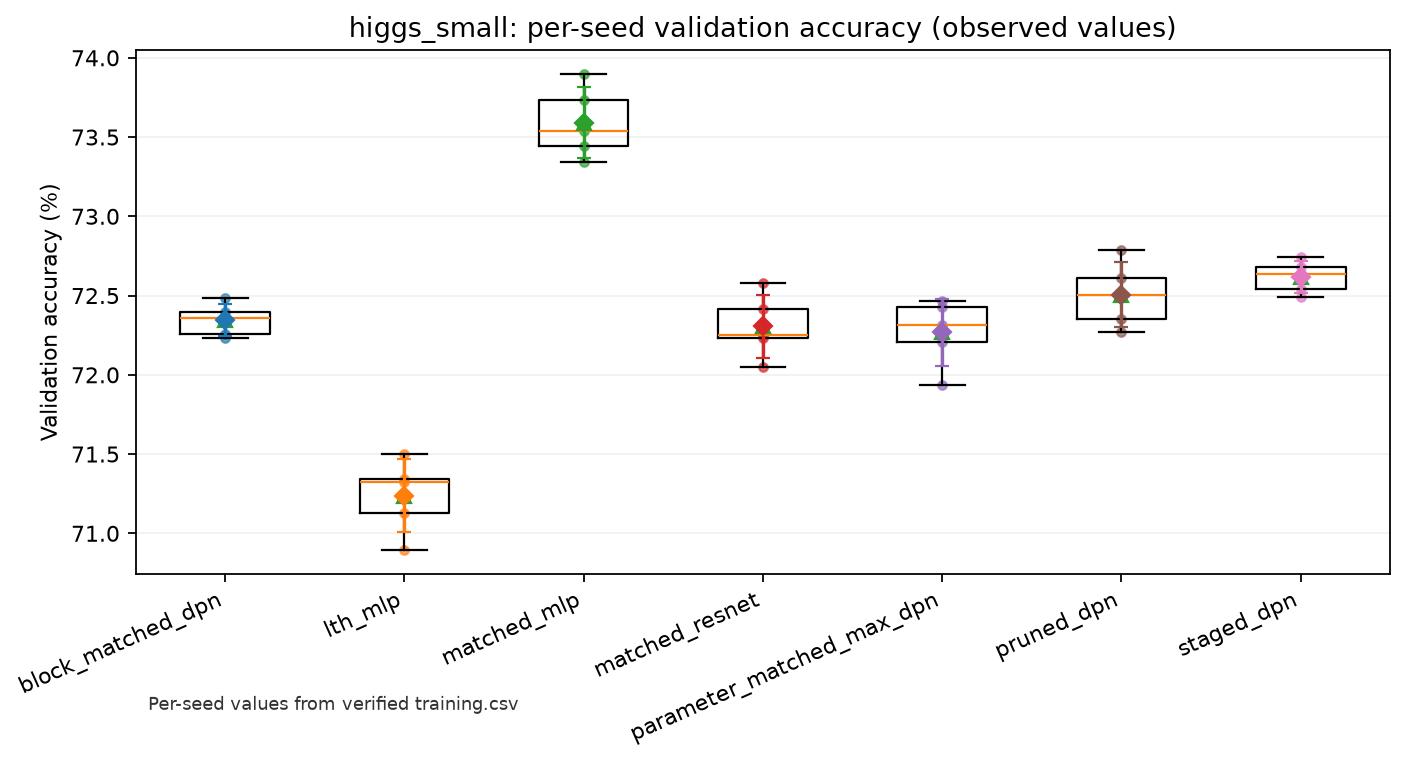 higgs_small: per-seed validation accuracy (observed values)
Validation accuracy (%)
74.0
73.5
73.0
72.5
72.0
71.5
71.0
block_matched_dpn
lth_mlp
matched_mlp
matched_resnet
parameter_matched_max_dpn
pruned_dpn
staged_dpn
Per-seed values from verified training.csv